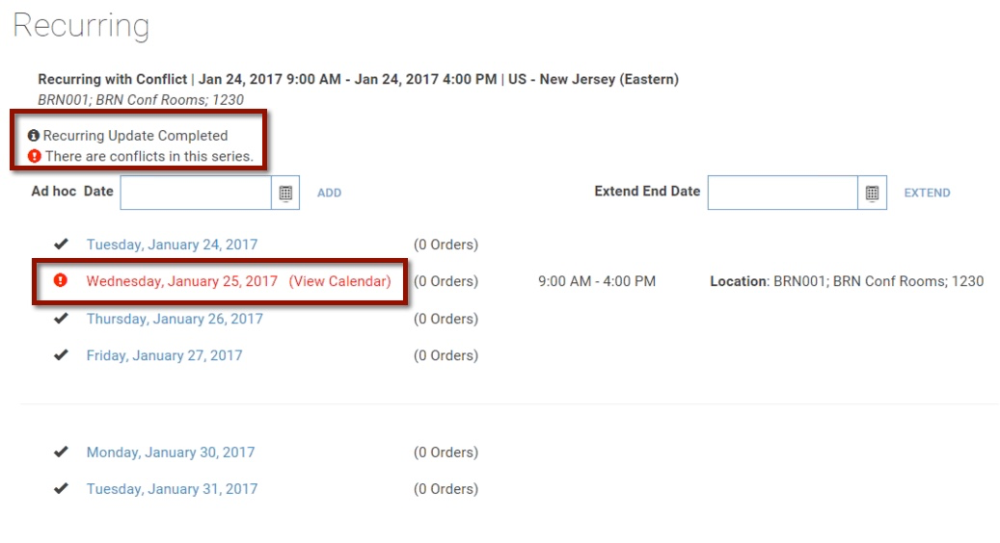 Recurring
Recurring with Conflict | Jan 24, 2017 9:00 AM - Jan 24, 2017 4:00 PM | US - New Jersey (Eastern)
BRN001; BRN Conf Rooms; 1230
Recurring Update Completed
There are conflicts in this series.
Ad hoc Date ADD Extend End Date EXTEND
Tuesday, January 24, 2017 (0 Orders)
Wednesday, January 25, 2017 (View Calendar) (0 Orders) 9:00 AM - 4:00 PM Location: BRN001; BRN Conf Rooms; 1230
Thursday, January 26, 2017 (0 Orders)
Friday, January 27, 2017 (0 Orders)
Monday, January 30, 2017 (0 Orders)
Tuesday, January 31, 2017 (0 Orders)